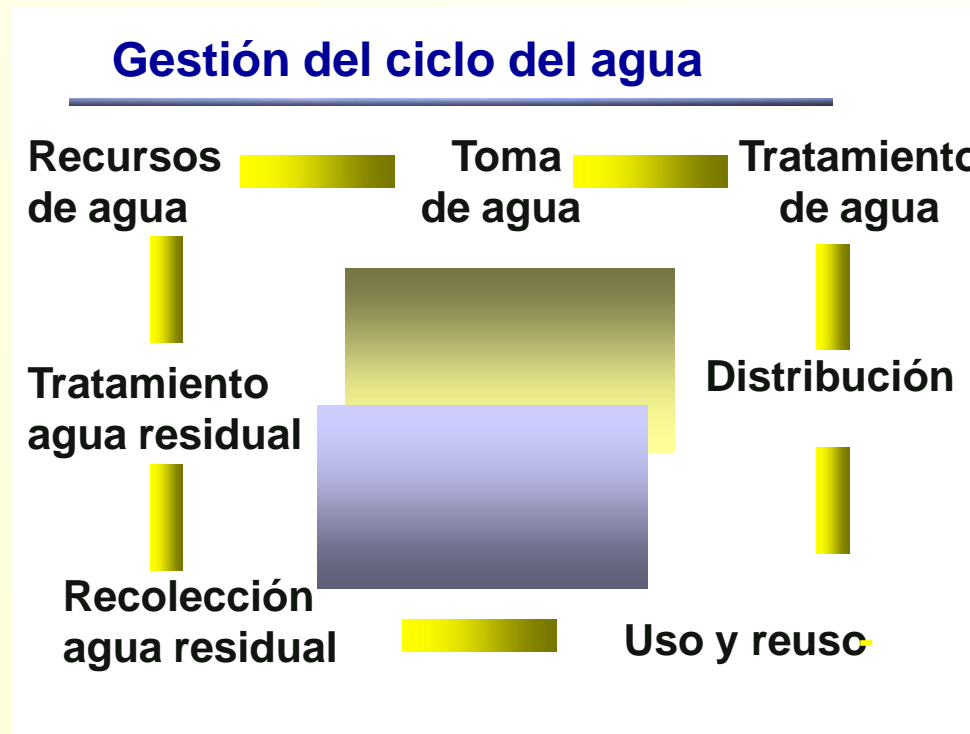 Gestión del ciclo del agua
Recursos
de agua
Toma
de agua
Tratamiento
de agua
Tratamiento
agua residual
Distribución
Recolección
agua residual
Uso y reuso